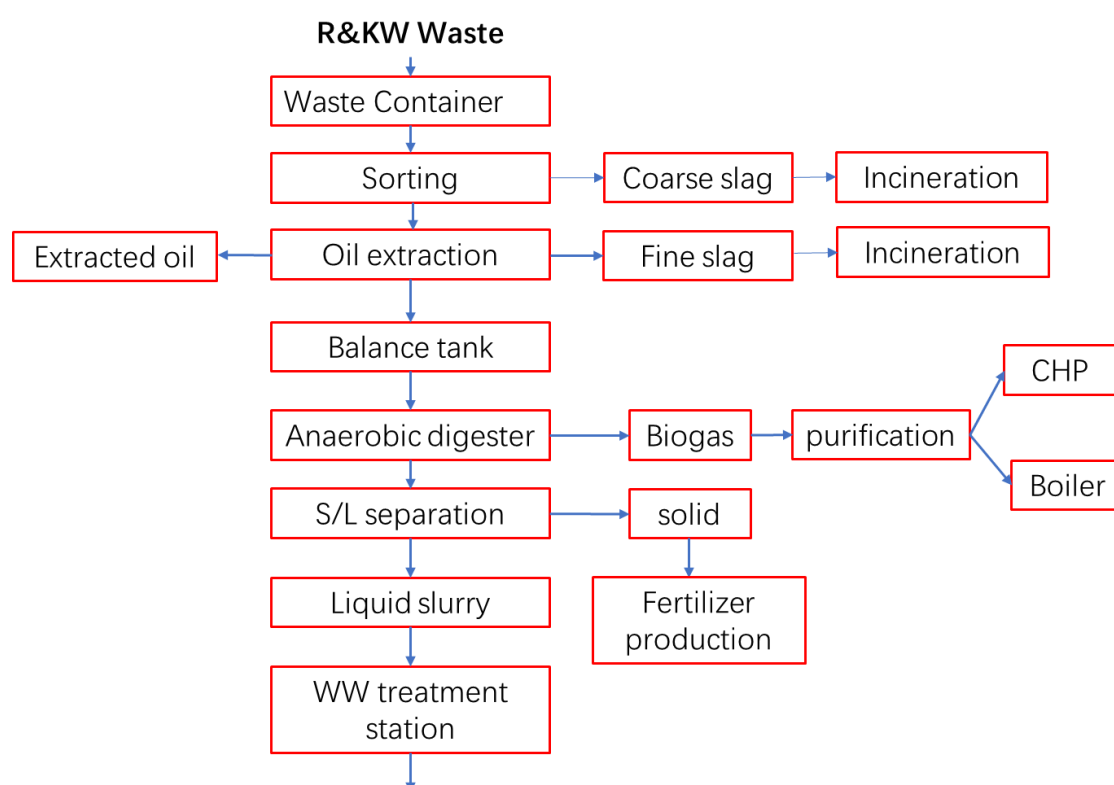 R&KW Waste
Waste Container
Sorting
Coarse slag
Incineration
Extracted oil
Oil extraction
Fine slag
Incineration
Balance tank
CHP
Anaerobic digester
Biogas
purification
Boiler
S/L separation
solid
Liquid slurry
Fertilizer
production
WW treatment
station